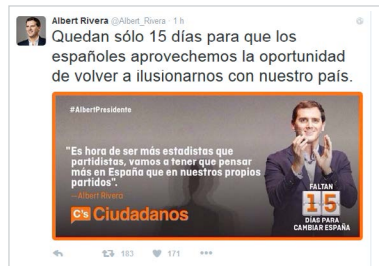 Albert Rivera @Albert_Rivera · 1 h
Quedan sólo 15 días para que los
españoles aprovechemos la oportunidad
de volver a ilusionarnos con nuestro país.
#AlbertPresidente
"Es hora de ser más estadistas que
partidistas, vamos a tener que pensar
más en España que en nuestros propios
partidos".
—Albert Rivera
C's Ciudadanos
FALTAN
15
DÍAS PARA
CAMBIAR ESPAÑA
183 171